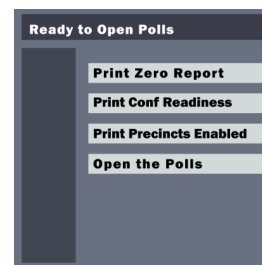 Ready to Open Polls
Print Zero Report
Print Conf Readiness
Print Precincts Enabled
Open the Polls